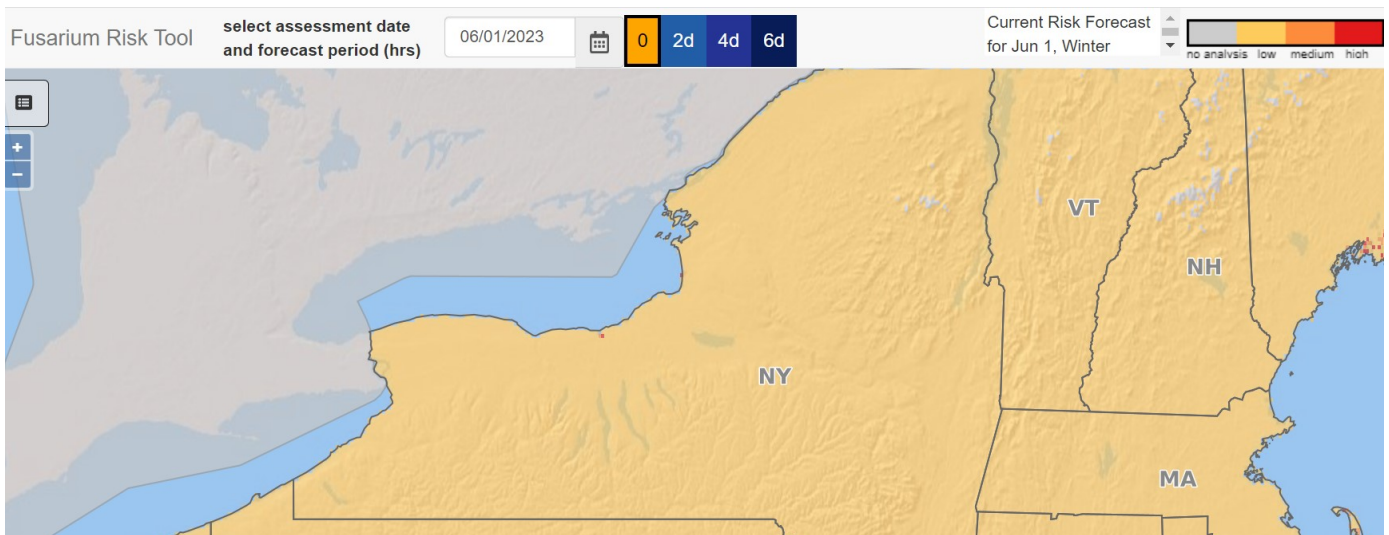 Fusarium Risk Tool
select assessment date
and forecast period (hrs)
06/01/2023
0 2d 4d 6d
Current Risk Forecast
for Jun 1, Winter
no analysis low medium high
+
−
VT
NH
NY
MA